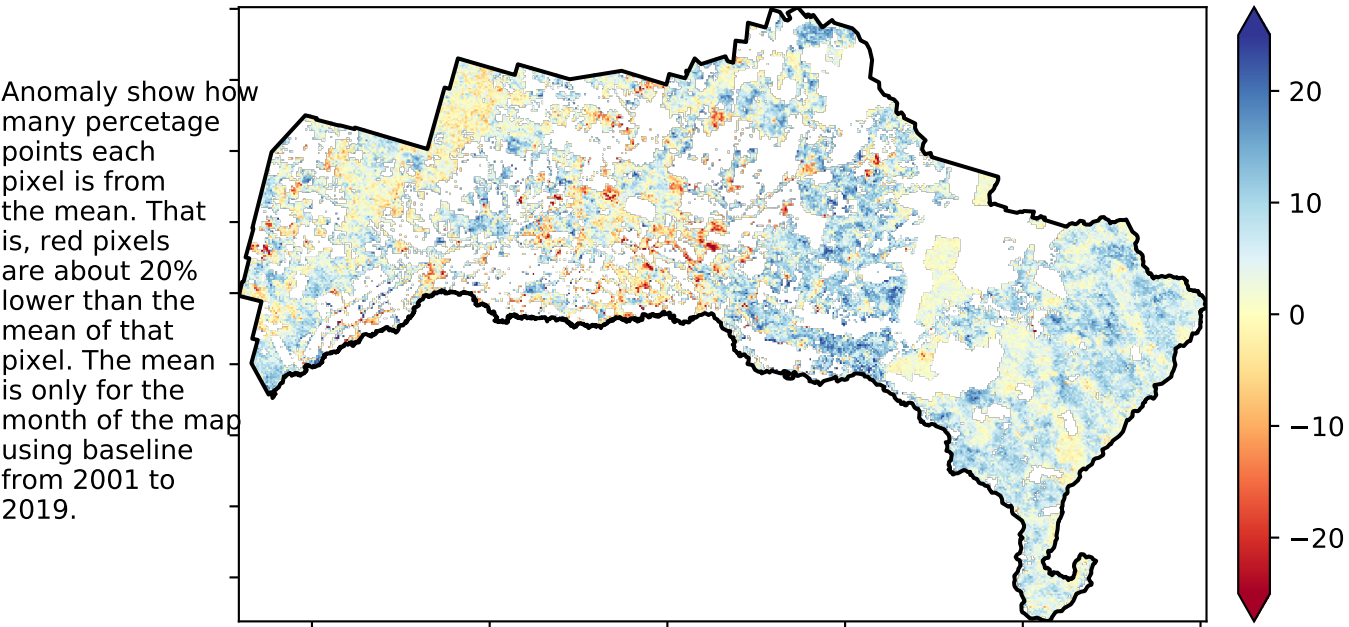 Anomaly show how
many percetage
points each
pixel is from
the mean. That
is, red pixels
are about 20%
lower than the
mean of that
pixel. The mean
is only for the
month of the map
using baseline
from 2001 to
2019.
20
10
0
−10
−20